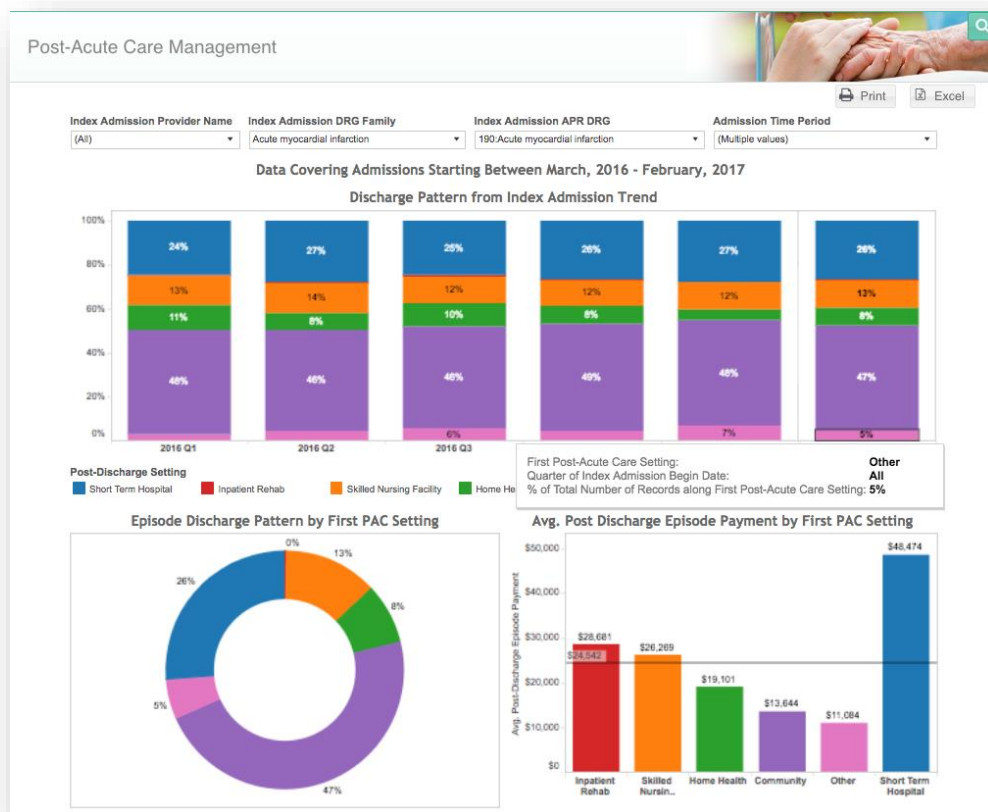 Post-Acute Care Management
Print Excel
Index Admission Provider Name Index Admission DRG Family Index Admission APR DRG Admission Time Period
(All) Acute myocardial infarction 190:Acute myocardial infarction (Multiple values)
Data Covering Admissions Starting Between March, 2016 - February, 2017
Discharge Pattern from Index Admission Trend
100%
24% 27% 25% 26% 27% 26%
80%
13% 14% 12% 12% 12% 13%
60%
11% 8% 10% 8% 8%
40%
48% 46% 46% 49% 48% 47%
20%
0%
6% 7% 5%
2016 Q1 2016 Q2 2016 Q3
First Post-Acute Care Setting: Other
Quarter of Index Admission Begin Date: All
% of Total Number of Records along First Post-Acute Care Setting: 5%
Post-Discharge Setting
Short Term Hospital Inpatient Rehab Skilled Nursing Facility Home He
Episode Discharge Pattern by First PAC Setting
0%
13%
26%
8%
5%
47%
Avg. Post Discharge Episode Payment by First PAC Setting
Avg. Post-Discharge Episode Payment
$50,000
$40,000
$30,000
$20,000
$10,000
$0
$28,681
$24,542
$26,269
$19,101
$13,644
$11,084
$48,474
Inpatient Rehab
Skilled Nursin..
Home Health
Community
Other
Short Term Hospital